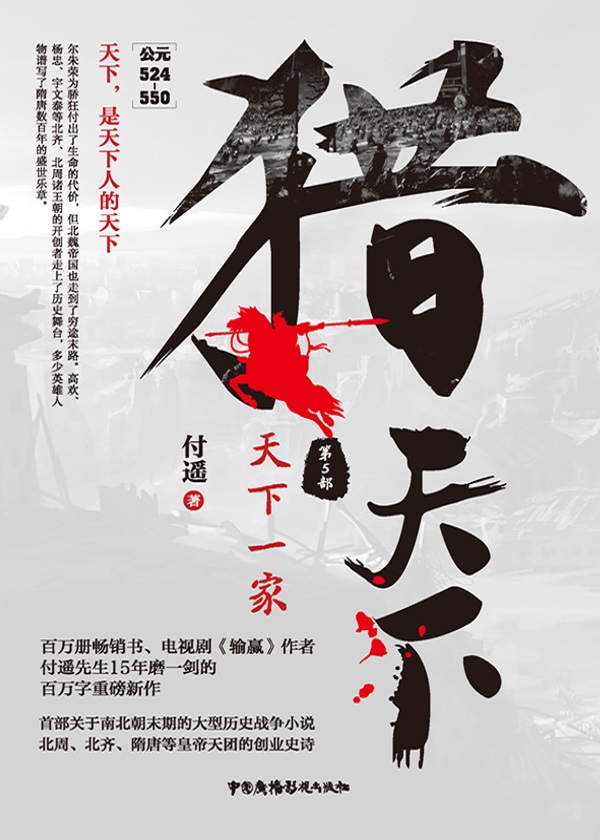 猎天下
第5部
天下一家
付遥
著
公元
524
-
550
天下，是天下人的天下
尔朱荣为骄狂付出了生命的代价，但北魏帝国也走到了穷途末路。高欢、
杨忠、宇文泰等北齐、北周诸王朝的开创者走上了历史舞台，多少英雄人
物谱写了隋唐数百年的盛世乐章。
百万册畅销书、电视剧《输赢》作者
付遥先生15年磨一剑的
百万字重磅新作
首部关于南北朝末期的大型历史战争小说
北周、北齐、隋唐等皇帝天团的创业史诗
中国广播影视出版社